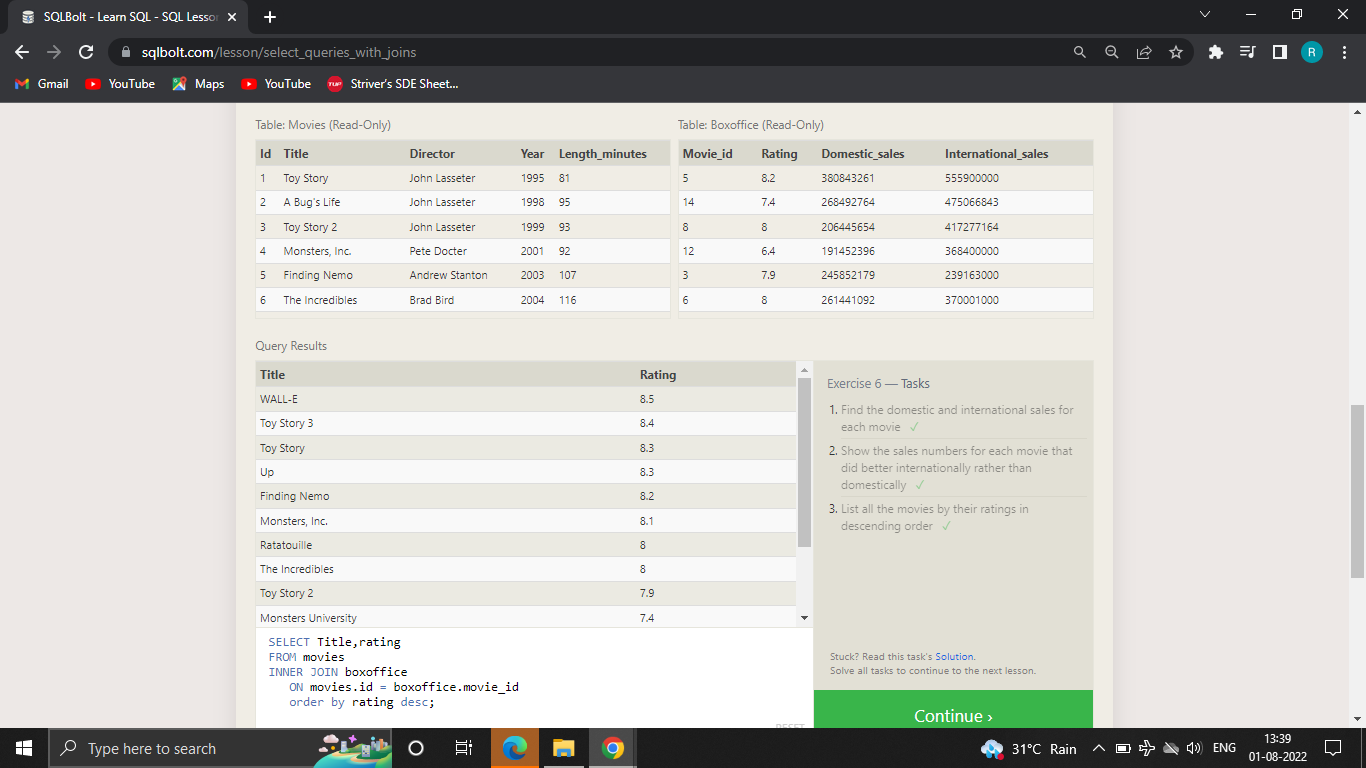 SQLBolt - Learn SQL - SQL Lesson
sqlbolt.com/lesson/select_queries_with_joins
R
Gmail YouTube Maps YouTube TUF Striver's SDE Sheet...
Table: Movies (Read-Only) Table: Boxoffice (Read-Only)
Id Title Director Year Length_minutes Movie_id Rating Domestic_sales International_sales
1 Toy Story John Lasseter 1995 81 5 8.2 380843261 555900000
2 A Bug's Life John Lasseter 1998 95 14 7.4 268492764 475066843
3 Toy Story 2 John Lasseter 1999 93 8 8 206445654 417277164
4 Monsters, Inc. Pete Docter 2001 92 12 6.4 191452396 368400000
5 Finding Nemo Andrew Stanton 2003 107 3 7.9 245852179 239163000
6 The Incredibles Brad Bird 2004 116 6 8 261441092 370001000
Query Results
Title Rating
WALL-E 8.5
Toy Story 3 8.4
Toy Story 8.3
Up 8.3
Finding Nemo 8.2
Monsters, Inc. 8.1
Ratatouille 8
The Incredibles 8
Toy Story 2 7.9
Monsters University 7.4
SELECT Title,rating
FROM movies
INNER JOIN boxoffice
ON movies.id = boxoffice.movie_id
order by rating desc;
RESET
Exercise 6 — Tasks
1. Find the domestic and international sales for
each movie ✓
2. Show the sales numbers for each movie that
did better internationally rather than
domestically ✓
3. List all the movies by their ratings in
descending order ✓
Stuck? Read this task's Solution.
Solve all tasks to continue to the next lesson.
Continue ›
Type here to search
31°C Rain
ENG
13:39
01-08-2022